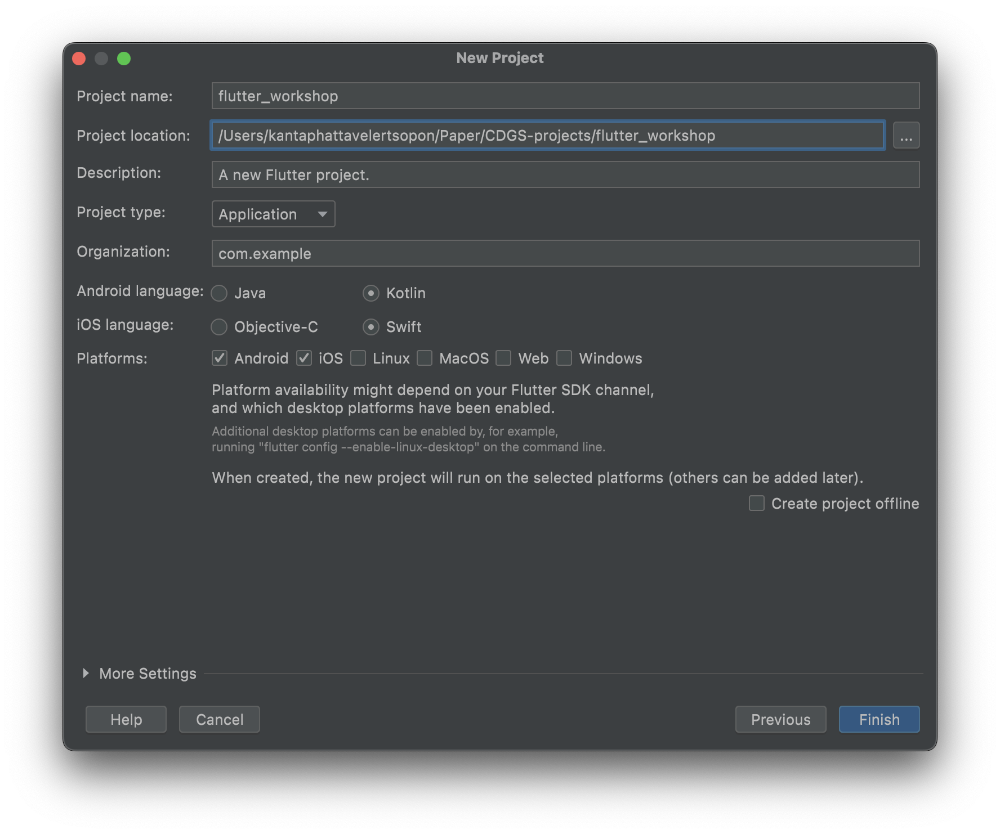 New Project
Project name: flutter_workshop
Project location: /Users/kantaphattavelertsopon/Paper/CDGS-projects/flutter_workshop ...
Description: A new Flutter project.
Project type: Application
Organization: com.example
Android language: Java Kotlin
iOS language: Objective-C Swift
Platforms: Android iOS Linux MacOS Web Windows
Platform availability might depend on your Flutter SDK channel,
and which desktop platforms have been enabled.
Additional desktop platforms can be enabled by, for example,
running "flutter config --enable-linux-desktop" on the command line.
When created, the new project will run on the selected platforms (others can be added later).
Create project offline
More Settings
Help Cancel Previous Finish